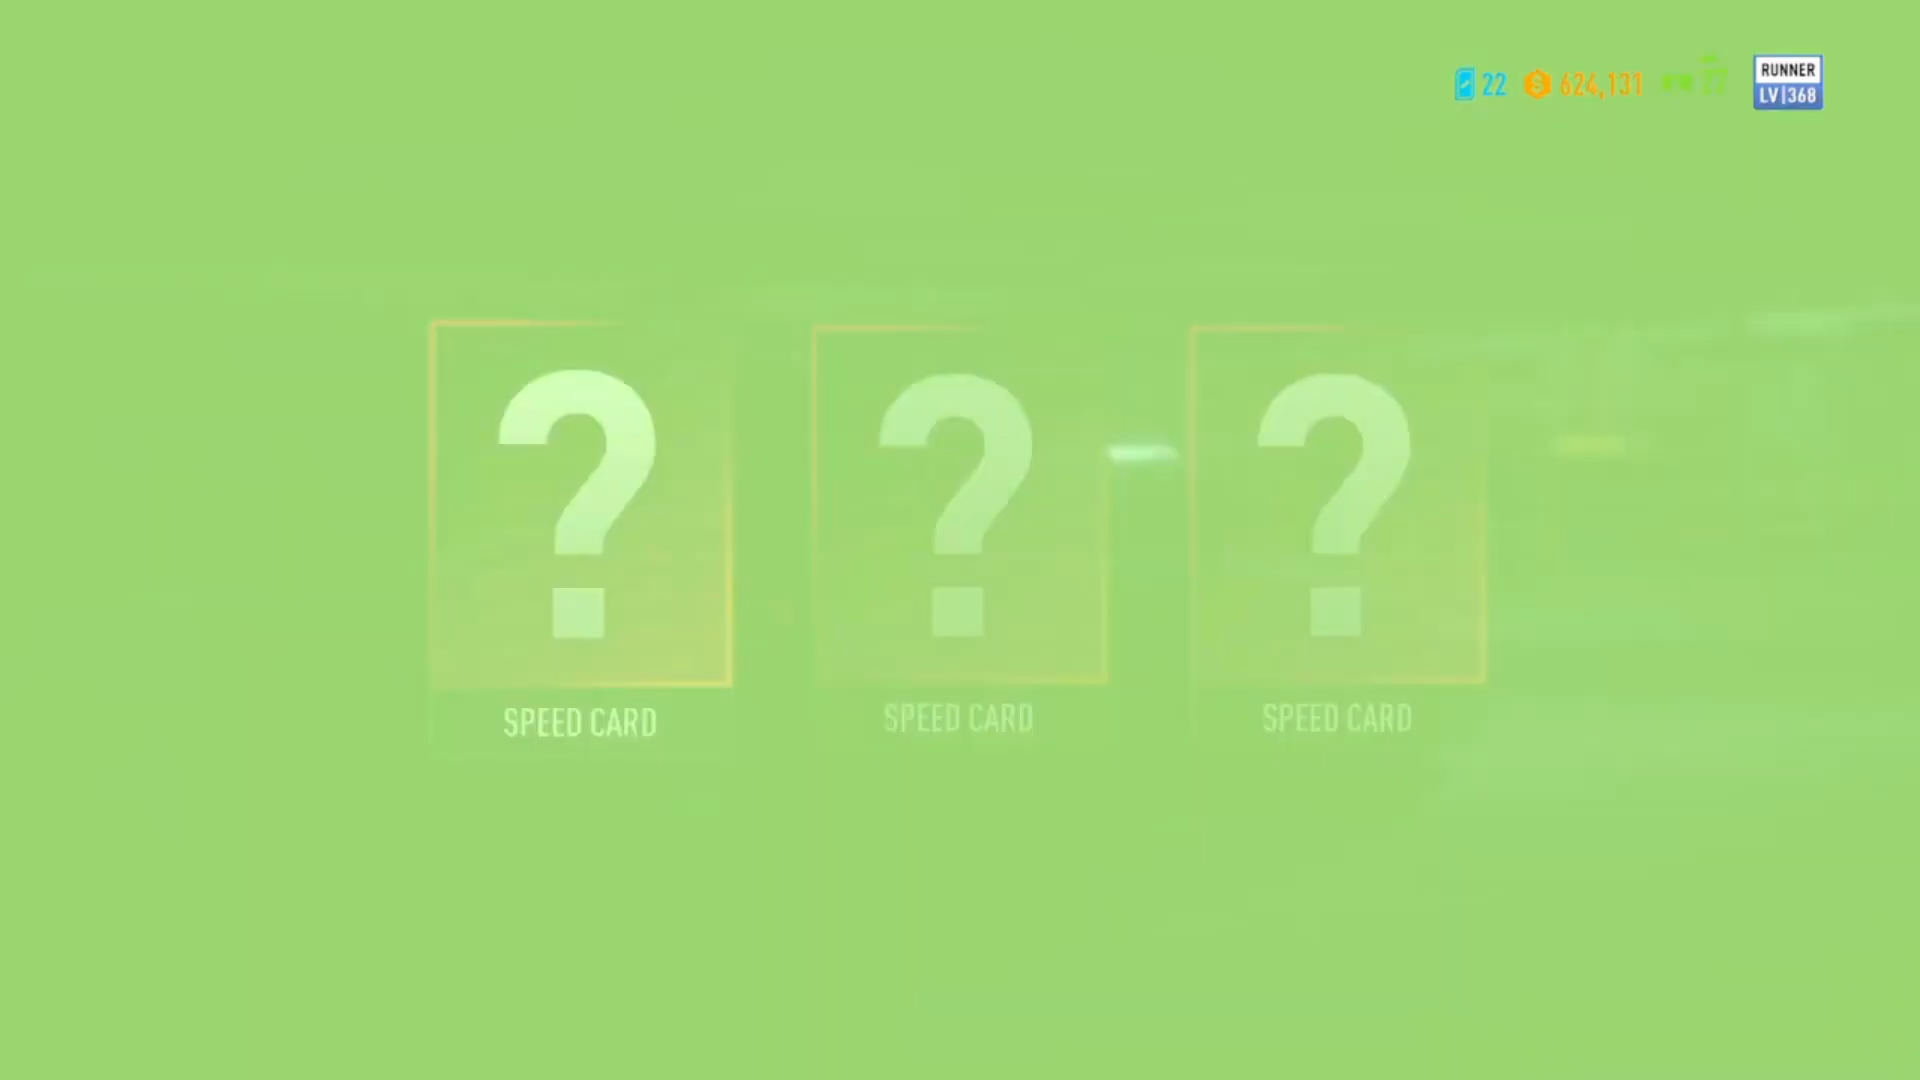 22 624,131
RUNNER
LV|368
?
?
?
SPEED CARD
SPEED CARD
SPEED CARD